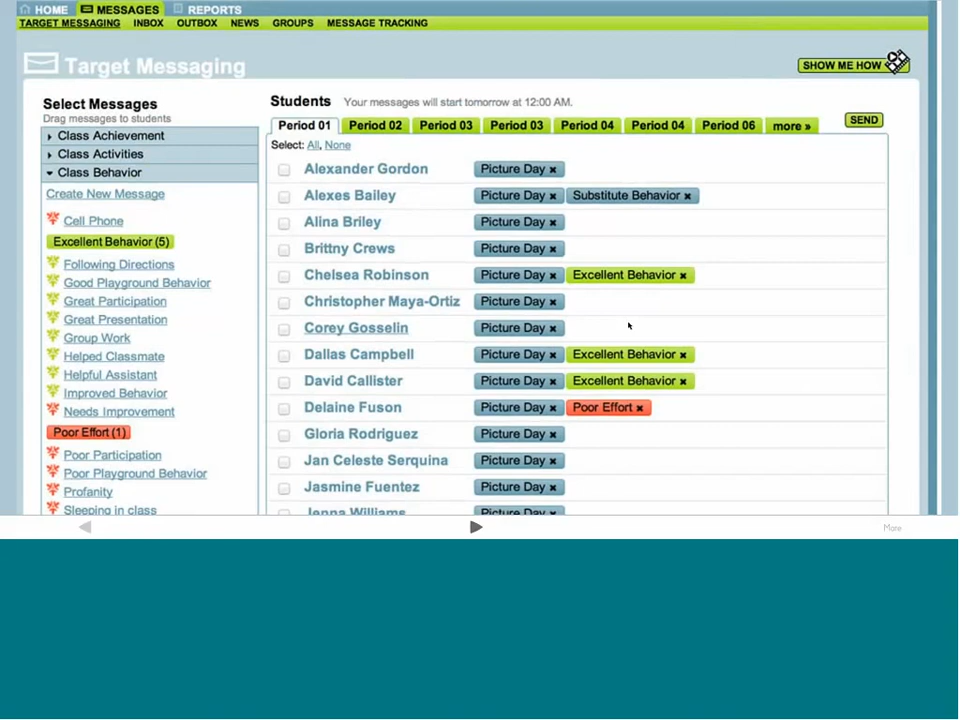 HOME MESSAGES REPORTS
TARGET MESSAGING INBOX OUTBOX NEWS GROUPS MESSAGE TRACKING
Target Messaging
SHOW ME HOW
Select Messages
Drag messages to students
Class Achievement
Class Activities
Class Behavior
Create New Message
Cell Phone
Excellent Behavior (5)
Following Directions
Good Playground Behavior
Great Participation
Great Presentation
Group Work
Helped Classmate
Helpful Assistant
Improved Behavior
Needs Improvement
Poor Effort (1)
Poor Participation
Poor Playground Behavior
Profanity
Sleeping in class
Students Your messages will start tomorrow at 12:00 AM.
Period 01 Period 02 Period 03 Period 03 Period 04 Period 04 Period 06 more » SEND
Select: All, None
Alexander Gordon Picture Day ×
Alexes Bailey Picture Day × Substitute Behavior ×
Alina Briley Picture Day ×
Brittny Crews Picture Day ×
Chelsea Robinson Picture Day × Excellent Behavior ×
Christopher Maya-Ortiz Picture Day ×
Corey Gosselin Picture Day ×
Dallas Campbell Picture Day × Excellent Behavior ×
David Callister Picture Day × Excellent Behavior ×
Delaine Fuson Picture Day × Poor Effort ×
Gloria Rodriguez Picture Day ×
Jan Celeste Serquina Picture Day ×
Jasmine Fuentez Picture Day ×
Jenna Williams Picture Day ×
More